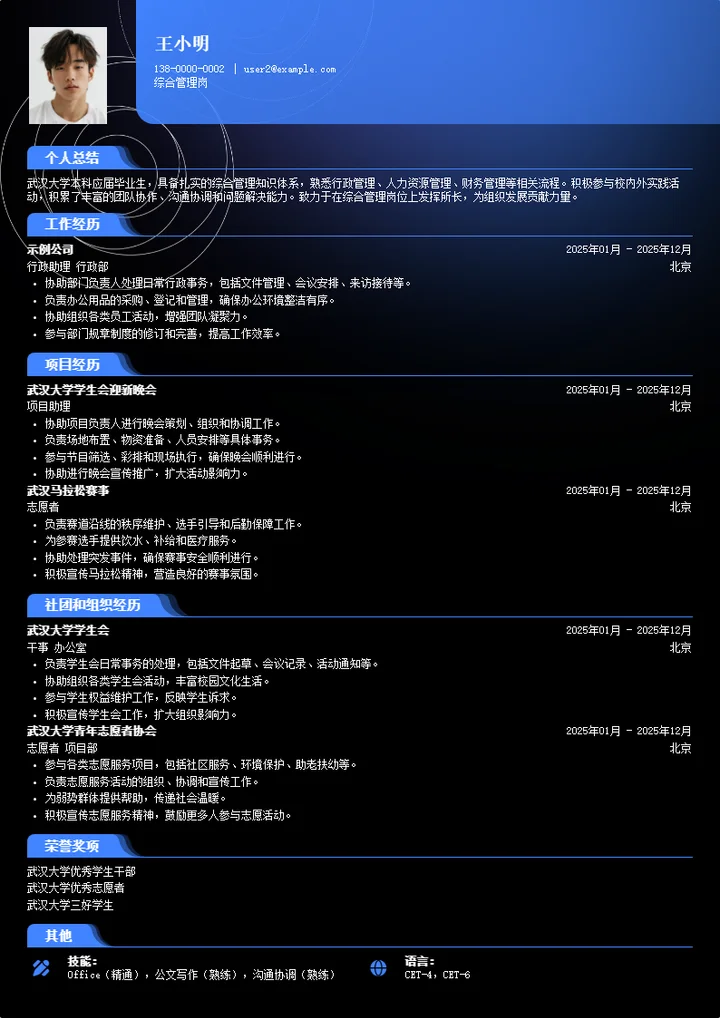 王小明
138-0000-0002 | user2@example.com
综合管理岗
个人总结
武汉大学本科应届毕业生，具备扎实的综合管理知识体系，熟悉行政管理、人力资源管理、财务管理等相关流程。积极参与校内外实践活
动，积累了丰富的团队协作、沟通协调和问题解决能力。致力于在综合管理岗位上发挥所长，为组织发展贡献力量。
工作经历
示例公司 2025年01月 - 2025年12月
行政助理 行政部 北京
• 协助部门负责人处理日常行政事务，包括文件管理、会议安排、来访接待等。
• 负责办公用品的采购、登记和管理，确保办公环境整洁有序。
• 协助组织各类员工活动，增强团队凝聚力。
• 参与部门规章制度的修订和完善，提高工作效率。
项目经历
武汉大学学生会迎新晚会 2025年01月 - 2025年12月
项目助理 北京
• 协助项目负责人进行晚会策划、组织和协调工作。
• 负责场地布置、物资准备、人员安排等具体事务。
• 参与节目筛选、彩排和现场执行，确保晚会顺利进行。
• 协助进行晚会宣传推广，扩大活动影响力。
武汉马拉松赛事 2025年01月 - 2025年12月
志愿者 北京
• 负责赛道沿线的秩序维护、选手引导和后勤保障工作。
• 为参赛选手提供饮水、补给和医疗服务。
• 协助处理突发事件，确保赛事安全顺利进行。
• 积极宣传马拉松精神，营造良好的赛事氛围。
社团和组织经历
武汉大学学生会 2025年01月 - 2025年12月
干事 办公室 北京
• 负责学生会日常事务的处理，包括文件起草、会议记录、活动通知等。
• 协助组织各类学生会活动，丰富校园文化生活。
• 参与学生权益维护工作，反映学生诉求。
• 积极宣传学生会工作，扩大组织影响力。
武汉大学青年志愿者协会 2025年01月 - 2025年12月
志愿者 项目部 北京
• 参与各类志愿服务项目，包括社区服务、环境保护、助老扶幼等。
• 负责志愿服务活动的组织、协调和宣传工作。
• 为弱势群体提供帮助，传递社会温暖。
• 积极宣传志愿服务精神，鼓励更多人参与志愿活动。
荣誉奖项
武汉大学优秀学生干部
武汉大学优秀志愿者
武汉大学三好学生
其他
技能：
Office（精通），公文写作（熟练），沟通协调（熟练）
语言：
CET-4，CET-6